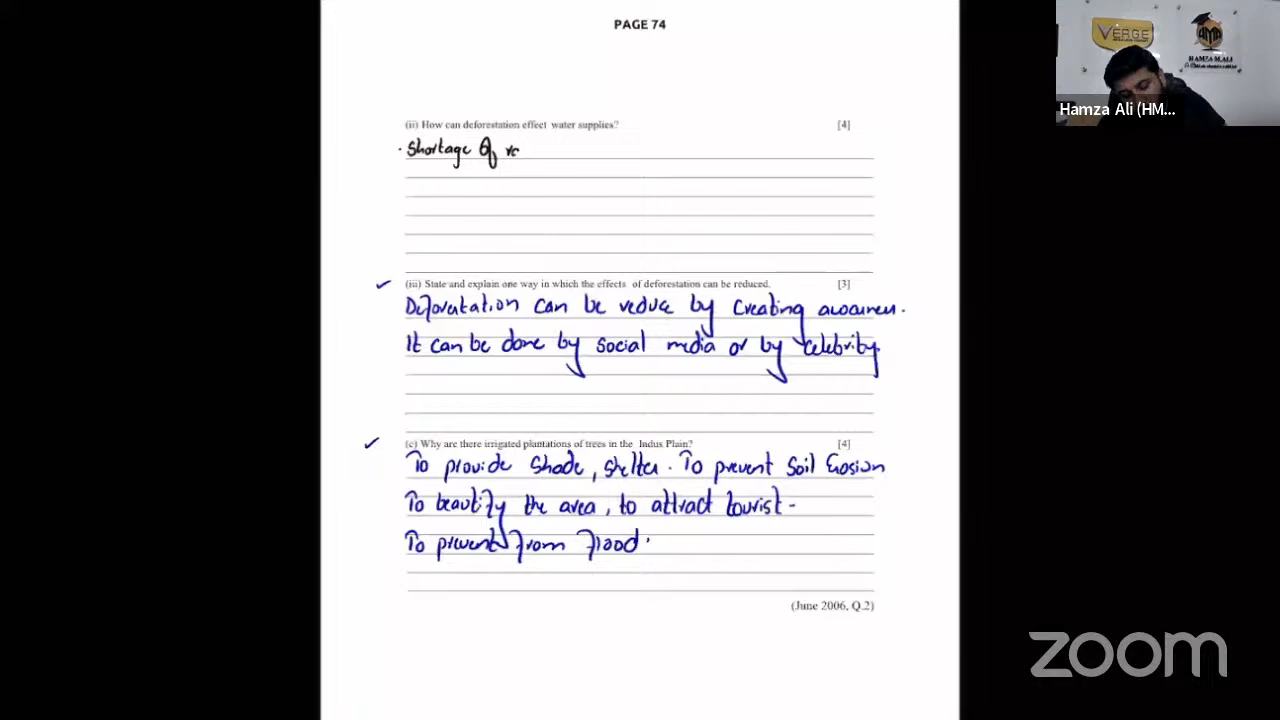 PAGE 74
VERGE
HMA
HAMZA M.ALI
Hamza Ali (HM...
(ii) How can deforestation effect water supplies? [4]
· Shortage Of
(iii) State and explain one way in which the effects of deforestation can be reduced. [3]
Deforestation can be reduce by Creating awareness.
It can be done by social media or by celebrity
(c) Why are there irrigated plantations of trees in the Indus Plain? [4]
To provide Shade, Shelter. To prevent Soil Erosion
To beautify the area, to attract tourist -
To prevent from flood.
(June 2006, Q.2)
zoom